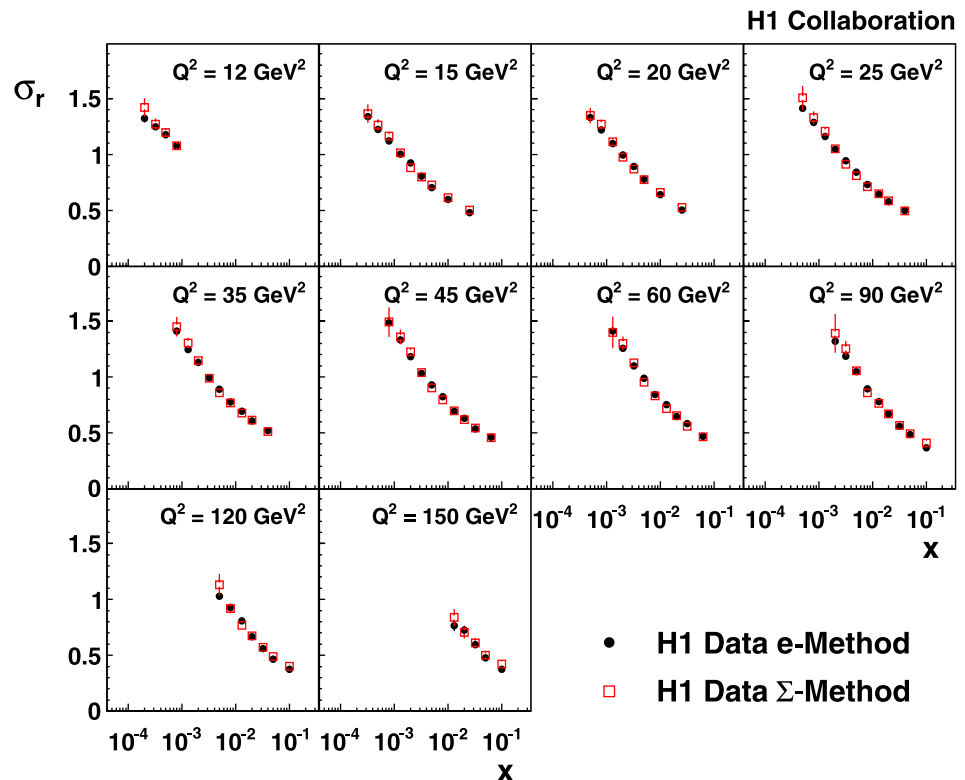 H1 Collaboration
σr
Q² = 12 GeV²
Q² = 15 GeV²
Q² = 20 GeV²
Q² = 25 GeV²
1.5
1
0.5
0
Q² = 35 GeV²
Q² = 45 GeV²
Q² = 60 GeV²
Q² = 90 GeV²
1.5
1
0.5
0
Q² = 120 GeV²
Q² = 150 GeV²
10⁻⁴ 10⁻³ 10⁻² 10⁻¹ 10⁻⁴ 10⁻³ 10⁻² 10⁻¹
x
1.5
1
0.5
0
H1 Data e-Method
H1 Data Σ-Method
10⁻⁴ 10⁻³ 10⁻² 10⁻¹ 10⁻⁴ 10⁻³ 10⁻² 10⁻¹
x